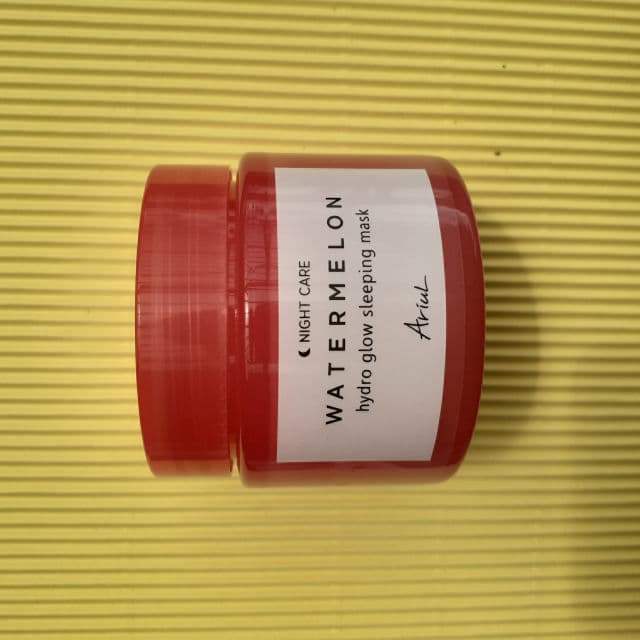 NIGHT CARE
WATERMELON
hydro glow sleeping mask
Ariul